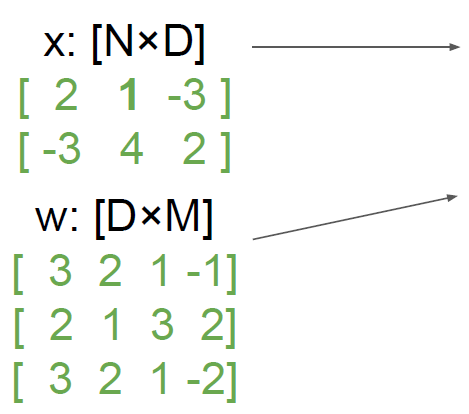 x: [N×D]
[ 2 1 -3 ]
[ -3 4 2 ]
w: [D×M]
[ 3 2 1 -1]
[ 2 1 3 2]
[ 3 2 1 -2]